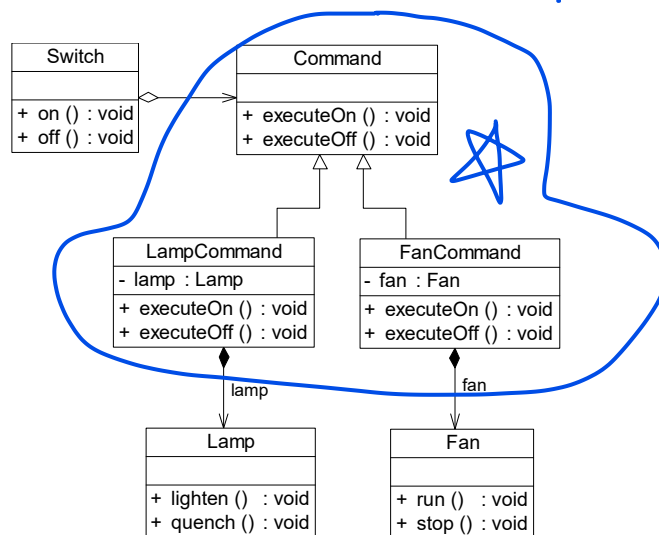 Switch
+ on () : void
+ off () : void
Command
+ executeOn () : void
+ executeOff () : void
LampCommand
- lamp : Lamp
+ executeOn () : void
+ executeOff () : void
FanCommand
- fan : Fan
+ executeOn () : void
+ executeOff () : void
lamp
fan
Lamp
+ lighten () : void
+ quench () : void
Fan
+ run () : void
+ stop () : void